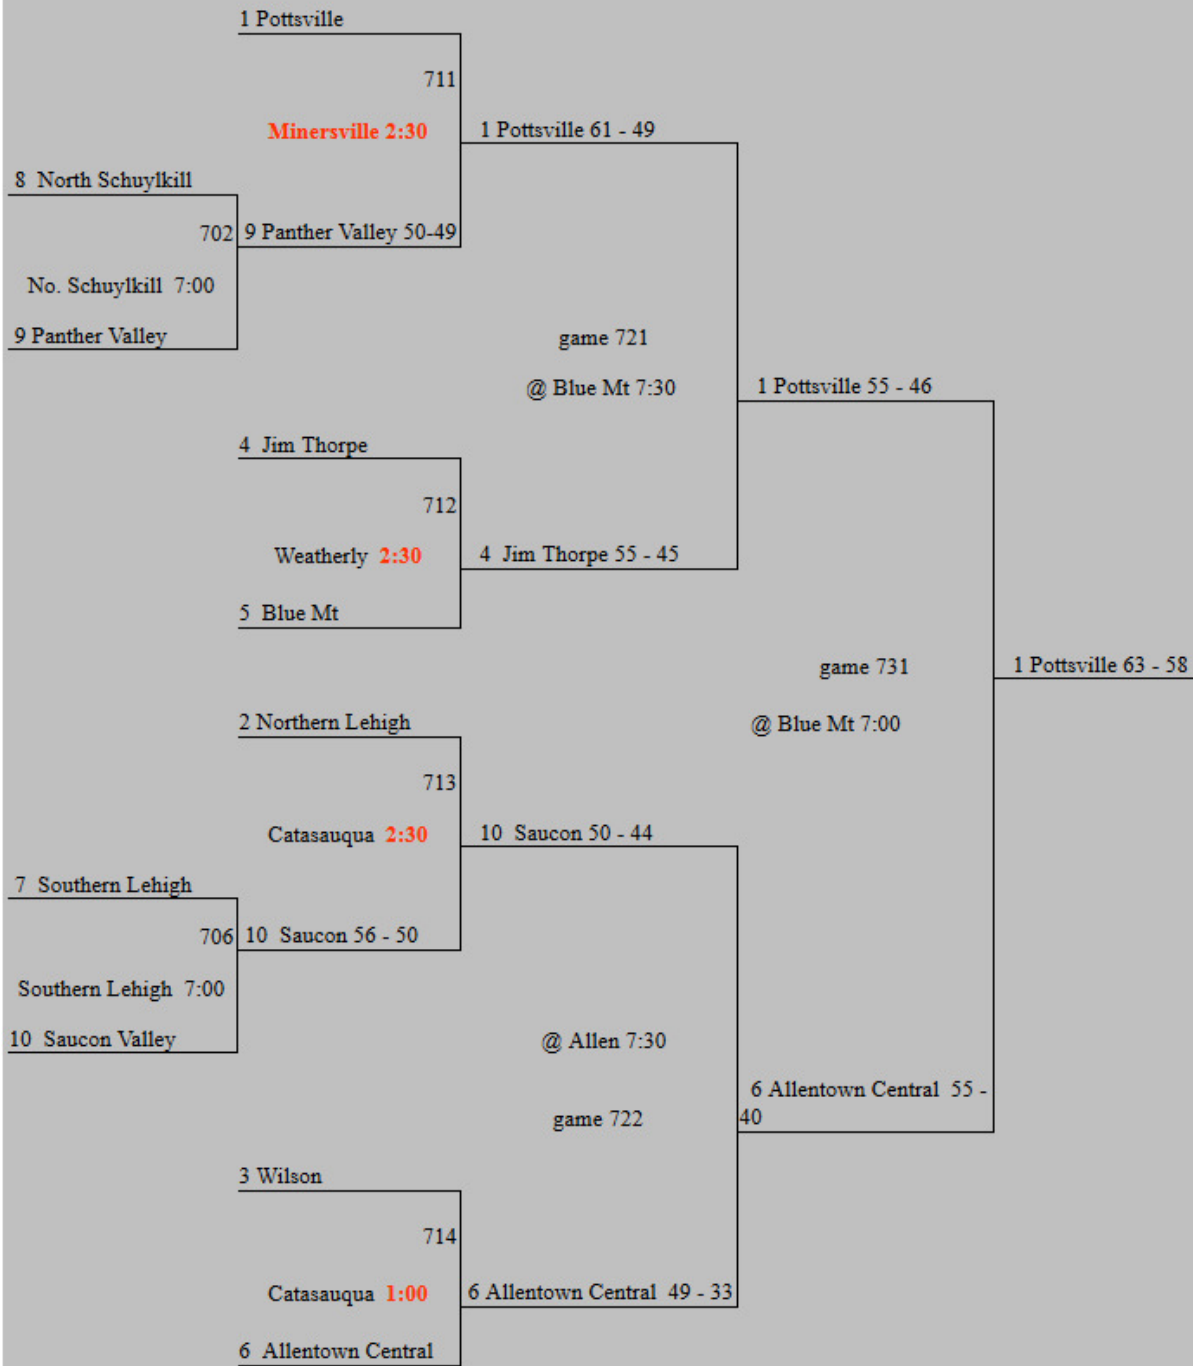 1 Pottsville
711
Minersville 2:30
1 Pottsville 61 - 49
8 North Schuylkill
702
9 Panther Valley 50-49
No. Schuylkill 7:00
9 Panther Valley
game 721
@ Blue Mt 7:30
1 Pottsville 55 - 46
4 Jim Thorpe
712
Weatherly 2:30
4 Jim Thorpe 55 - 45
5 Blue Mt
game 731
1 Pottsville 63 - 58
@ Blue Mt 7:00
2 Northern Lehigh
713
Catasauqua 2:30
10 Saucon 50 - 44
7 Southern Lehigh
706
10 Saucon 56 - 50
Southern Lehigh 7:00
10 Saucon Valley
@ Allen 7:30
6 Allentown Central 55 -
40
game 722
3 Wilson
714
Catasauqua 1:00
6 Allentown Central 49 - 33
6 Allentown Central